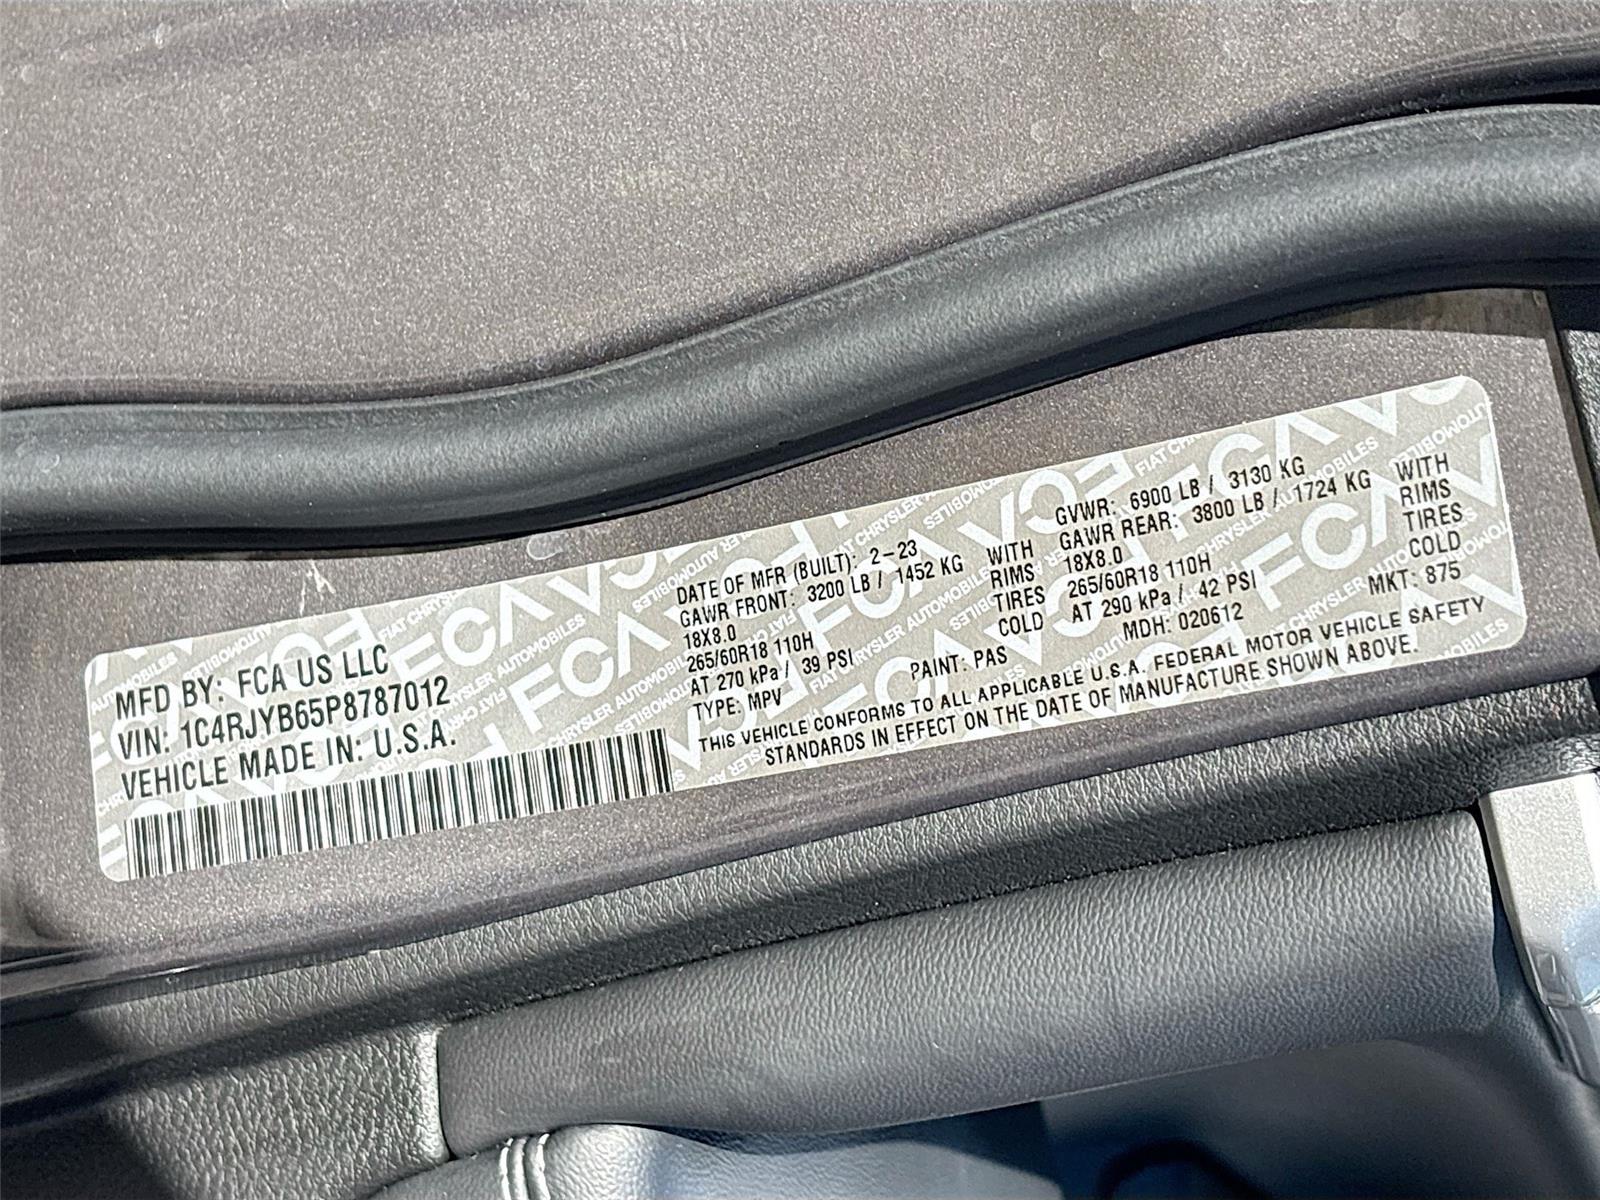 MFD BY: FCA US LLC
VIN: 1C4RJYB65P8787012
VEHICLE MADE IN: U.S.A.
DATE OF MFR (BUILT): 2-23
GAWR FRONT: 3200 LB / 1452 KG WITH
18X8.0 RIMS
265/60R18 110H TIRES
AT 270 kPa / 39 PSI COLD
TYPE: MPV PAINT: PAS
GVWR: 6900 LB / 3130 KG
GAWR REAR: 3800 LB / 1724 KG WITH
18X8.0 RIMS
265/60R18 110H TIRES
AT 290 kPa / 42 PSI COLD
MDH: 020612 MKT: 875
THIS VEHICLE CONFORMS TO ALL APPLICABLE U.S.A. FEDERAL MOTOR VEHICLE SAFETY
STANDARDS IN EFFECT ON THE DATE OF MANUFACTURE SHOWN ABOVE.
FCA
FIAT CHRYSLER AUTOMOBILES